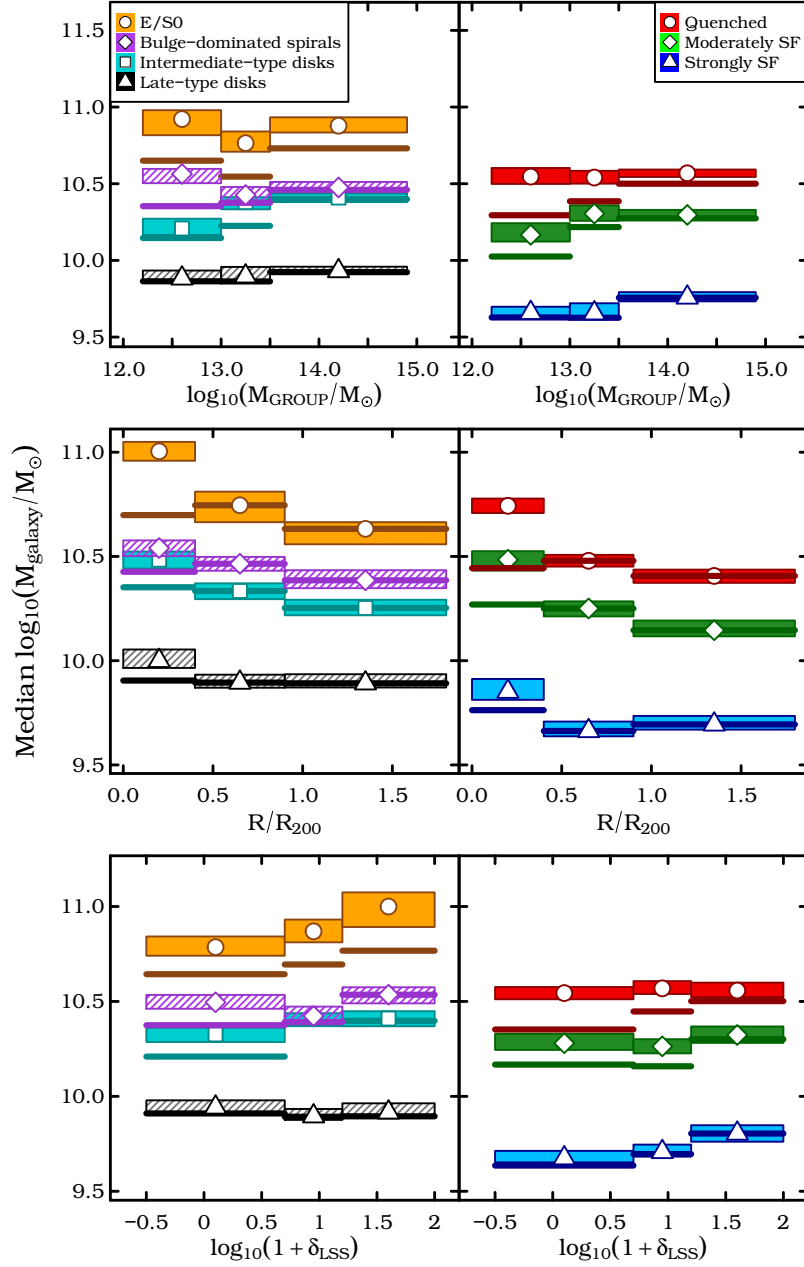 E/S0
Bulge−dominated spirals
Intermediate−type disks
Late−type disks
Quenched
Moderately SF
Strongly SF
11.5
11.0
10.5
10.0
9.5
12.0 13.0 14.0 15.0
12.0 13.0 14.0 15.0
log10(MGROUP/M⊙)
log10(MGROUP/M⊙)
Median log10(Mgalaxy/M⊙)
11.0
10.5
10.0
9.5
0.0 0.5 1.0 1.5
0.0 0.5 1.0 1.5
R/R200
R/R200
11.0
10.5
10.0
9.5
−0.5 0 0.5 1 1.5 2
−0.5 0 0.5 1 1.5 2
log10(1+δLSS)
log10(1+δLSS)